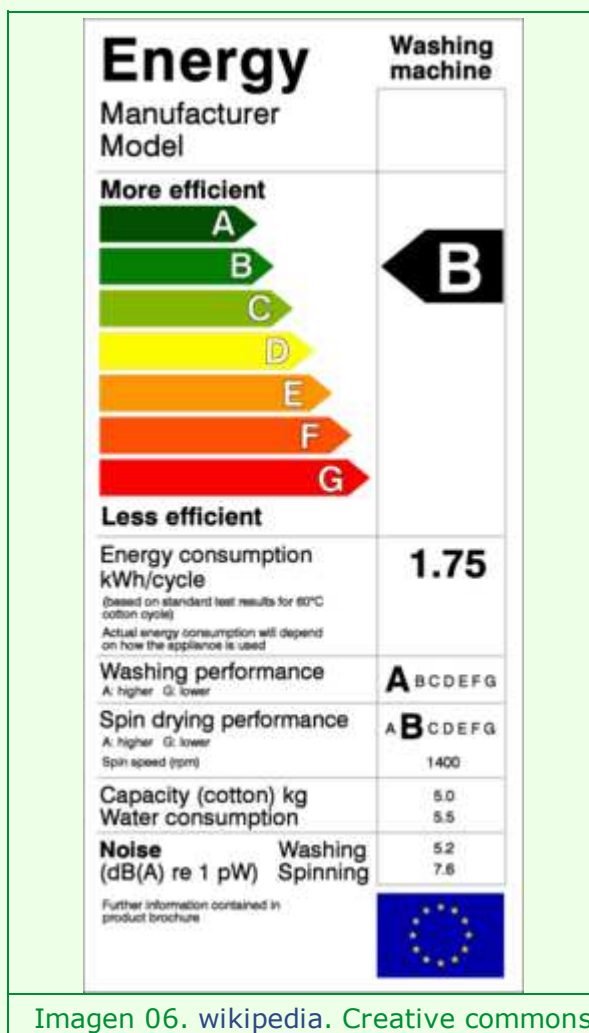 Energy
Washing
machine
Manufacturer
Model
More efficient
A
B
B
C
D
E
F
G
Less efficient
Energy consumption
kWh/cycle
1.75
(based on standard test results for 60°C
cotton cycle)
Actual energy consumption will depend
on how the appliance is used
Washing performance
A: higher G: lower
A B C D E F G
Spin drying performance
A: higher G: lower
A B C D E F G
Spin speed (rpm)
1400
Capacity (cotton) kg
5.0
Water consumption
5.5
Noise Washing
5.2
(dB(A) re 1 pW) Spinning
7.6
Further information contained in
product brochure
Imagen 06. wikipedia. Creative commons